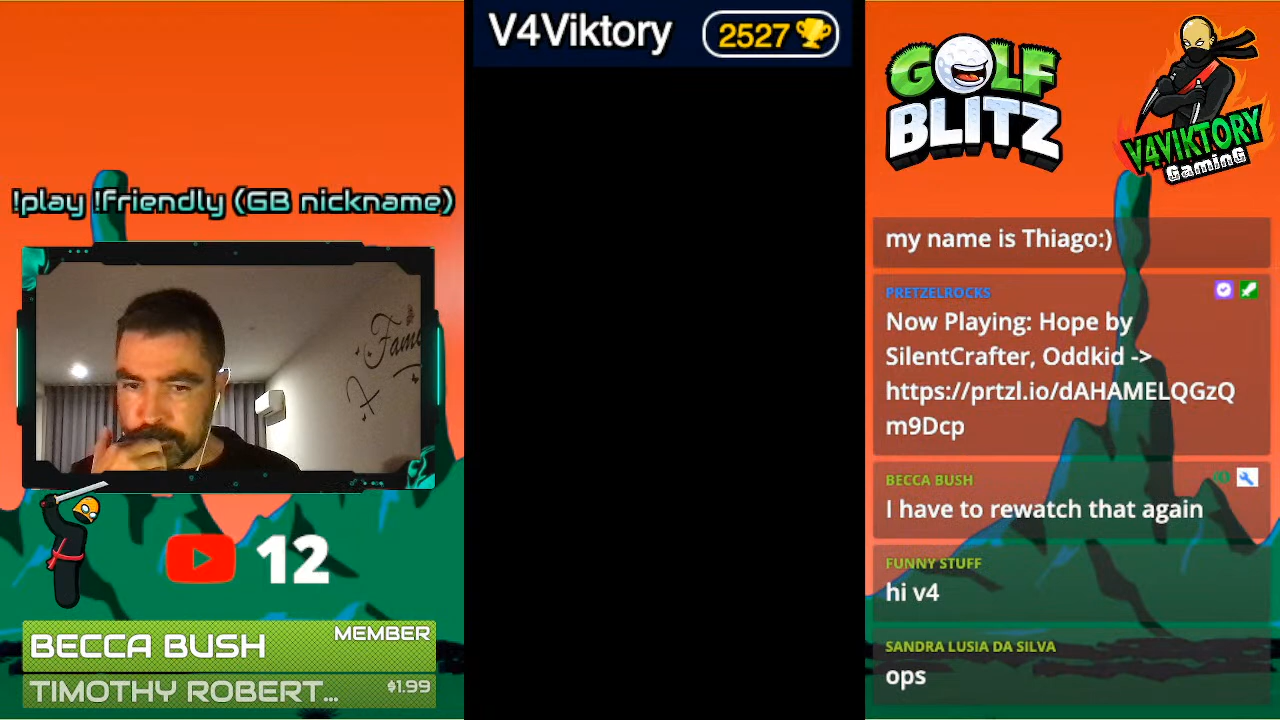 V4Viktory 2527
GOLF BLITZ
V4VIKTORY
GaminG
!play !friendly (GB nickname)
Fam
my name is Thiago:)
PRETZELROCKS
Now Playing: Hope by
SilentCrafter, Oddkid ->
https://prtzl.io/dAHAMELQGzQ
m9Dcp
BECCA BUSH
I have to rewatch that again
FUNNY STUFF
hi v4
SANDRA LUSIA DA SILVA
ops
12
BECCA BUSH MEMBER
TIMOTHY ROBERT... $1.99